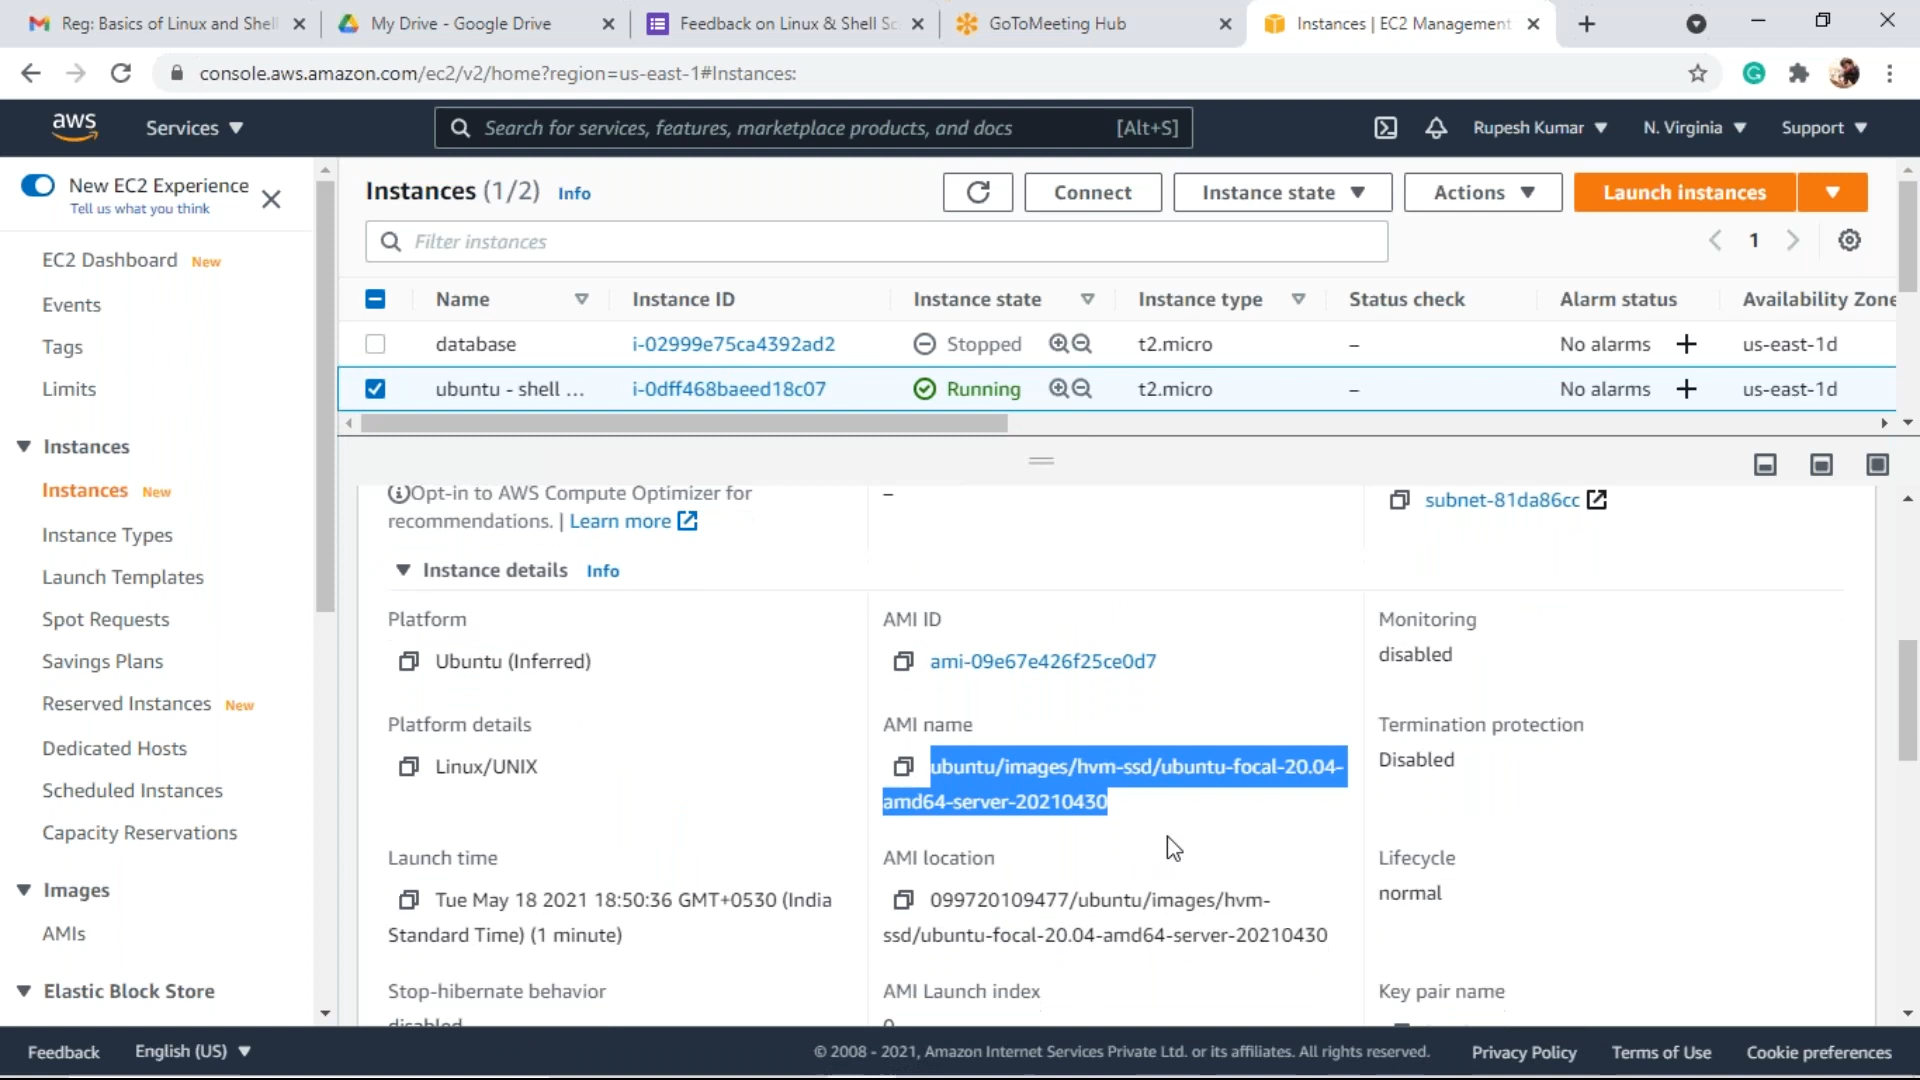 Reg: Basics of Linux and Shell
My Drive - Google Drive
Feedback on Linux & Shell Sc
GoToMeeting Hub
Instances | EC2 Management
console.aws.amazon.com/ec2/v2/home?region=us-east-1#Instances:
aws
Services
Search for services, features, marketplace products, and docs
[Alt+S]
Rupesh Kumar
N. Virginia
Support
New EC2 Experience
Tell us what you think
EC2 Dashboard New
Events
Tags
Limits
Instances
Instances New
Instance Types
Launch Templates
Spot Requests
Savings Plans
Reserved Instances New
Dedicated Hosts
Scheduled Instances
Capacity Reservations
Images
AMIs
Elastic Block Store
Instances (1/2) Info
Connect
Instance state
Actions
Launch instances
Filter instances
1
Name Instance ID Instance state Instance type Status check Alarm status Availability Zone
database i-02999e75ca4392ad2 Stopped t2.micro – No alarms + us-east-1d
ubuntu - shell ... i-0dff468baeed18c07 Running t2.micro – No alarms + us-east-1d
Opt-in to AWS Compute Optimizer for
recommendations. | Learn more
–
subnet-81da86cc
Instance details Info
Platform
Ubuntu (Inferred)
AMI ID
ami-09e67e426f25ce0d7
Monitoring
disabled
Platform details
Linux/UNIX
AMI name
ubuntu/images/hvm-ssd/ubuntu-focal-20.04-
amd64-server-20210430
Termination protection
Disabled
Launch time
Tue May 18 2021 18:50:36 GMT+0530 (India
Standard Time) (1 minute)
AMI location
099720109477/ubuntu/images/hvm-
ssd/ubuntu-focal-20.04-amd64-server-20210430
Lifecycle
normal
Stop-hibernate behavior
disabled
AMI Launch index
0
Key pair name
Feedback
English (US)
© 2008 - 2021, Amazon Internet Services Private Ltd. or its affiliates. All rights reserved.
Privacy Policy
Terms of Use
Cookie preferences